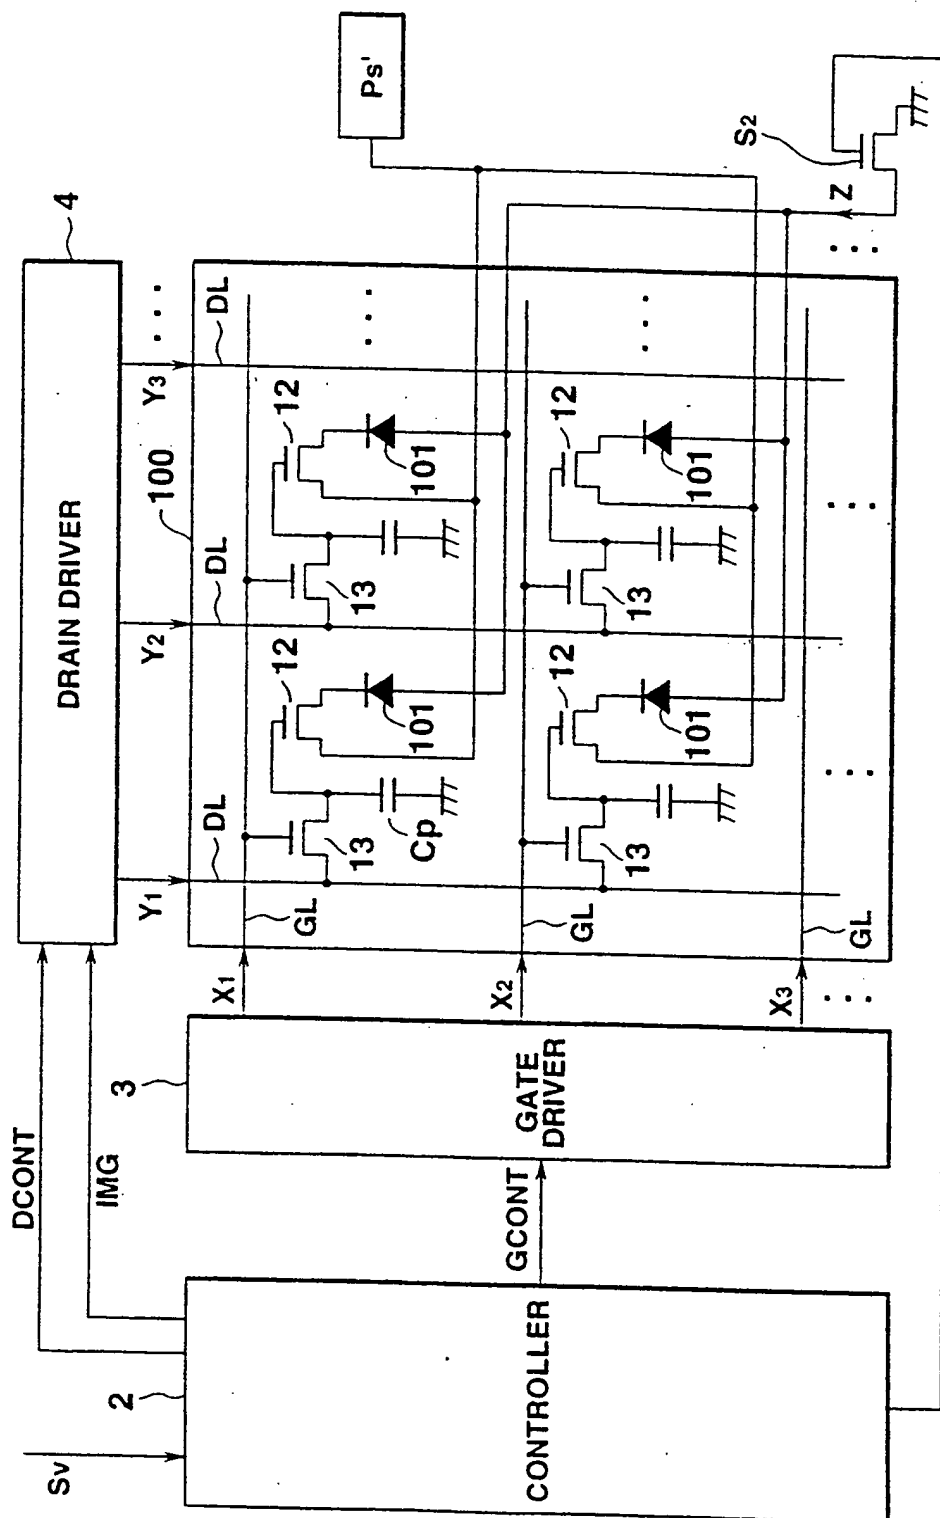 4
DRAIN DRIVER
Ps'
S2
Z
Y1
Y2
Y3
DL
DL
DL
100
12
12
101
101
13
13
Cp
GL
X1
12
12
101
101
13
13
GL
X2
GL
X3
3
GATE
DRIVER
DCONT
IMG
GCONT
2
CONTROLLER
Sv